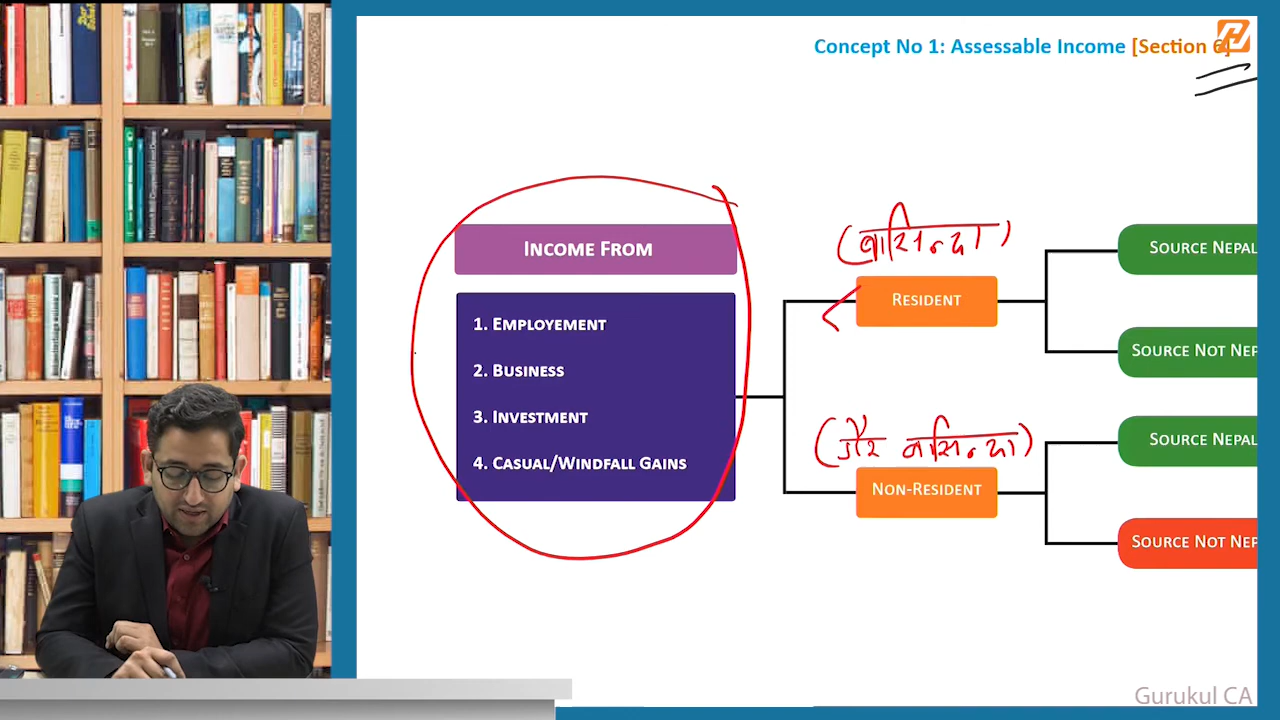 Concept No 1: Assessable Income [Section 6]
(बासिन्दा)
INCOME FROM
SOURCE NEPAL
RESIDENT
1. EMPLOYEMENT
SOURCE NOT NEP
2. BUSINESS
3. INVESTMENT
(गैर बासिन्दा)
SOURCE NEPAL
4. CASUAL/WINDFALL GAINS
NON-RESIDENT
SOURCE NOT NEP
Gurukul CA